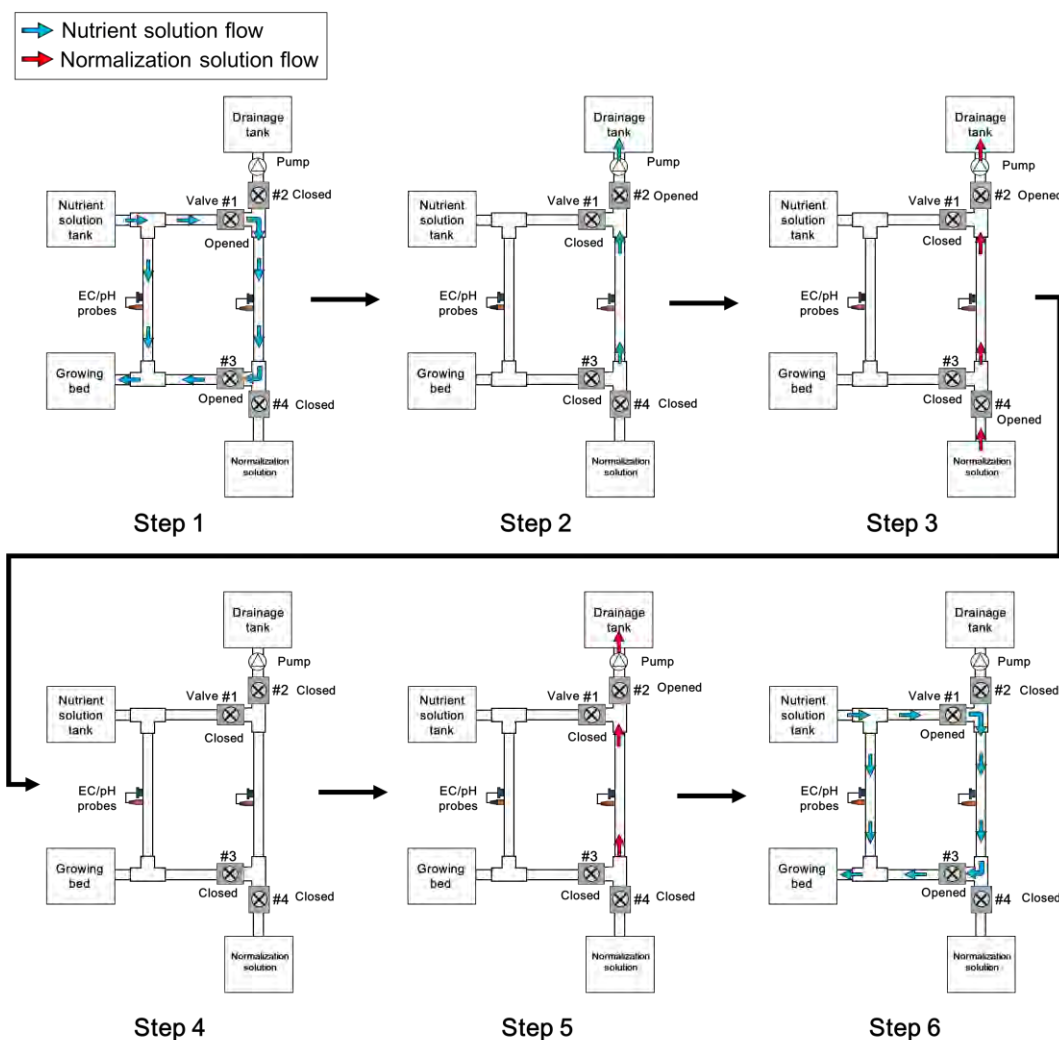 Nutrient solution flow
Normalization solution flow
Drainage
tank
Pump
#2 Closed
Valve #1
Opened
Nutrient
solution
tank
EC/pH
probes
#3
Opened
Growing
bed
#4 Closed
Normalization
solution
Step 1
Drainage
tank
Pump
#2 Opened
Valve #1
Closed
Nutrient
solution
tank
EC/pH
probes
#3
Closed
Growing
bed
#4 Closed
Normalization
solution
Step 2
Drainage
tank
Pump
#2 Opened
Valve #1
Closed
Nutrient
solution
tank
EC/pH
probes
#3
Closed
Growing
bed
#4
Opened
Normalization
solution
Step 3
Drainage
tank
Pump
#2 Closed
Valve #1
Closed
Nutrient
solution
tank
EC/pH
probes
#3
Closed
Growing
bed
#4 Closed
Normalization
solution
Step 4
Drainage
tank
Pump
#2 Opened
Valve #1
Closed
Nutrient
solution
tank
EC/pH
probes
#3
Closed
Growing
bed
#4 Closed
Normalization
solution
Step 5
Drainage
tank
Pump
#2 Closed
Valve #1
Opened
Nutrient
solution
tank
EC/pH
probes
#3
Opened
Growing
bed
#4 Closed
Normalization
solution
Step 6